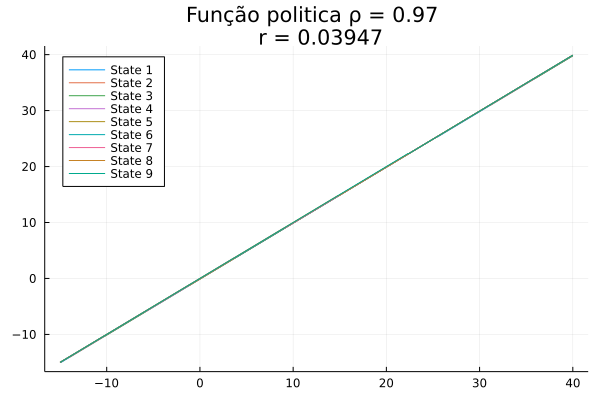 Função politica ρ = 0.97
r = 0.03947
40
30
20
10
0
−10
State 1
State 2
State 3
State 4
State 5
State 6
State 7
State 8
State 9
−10 0 10 20 30 40